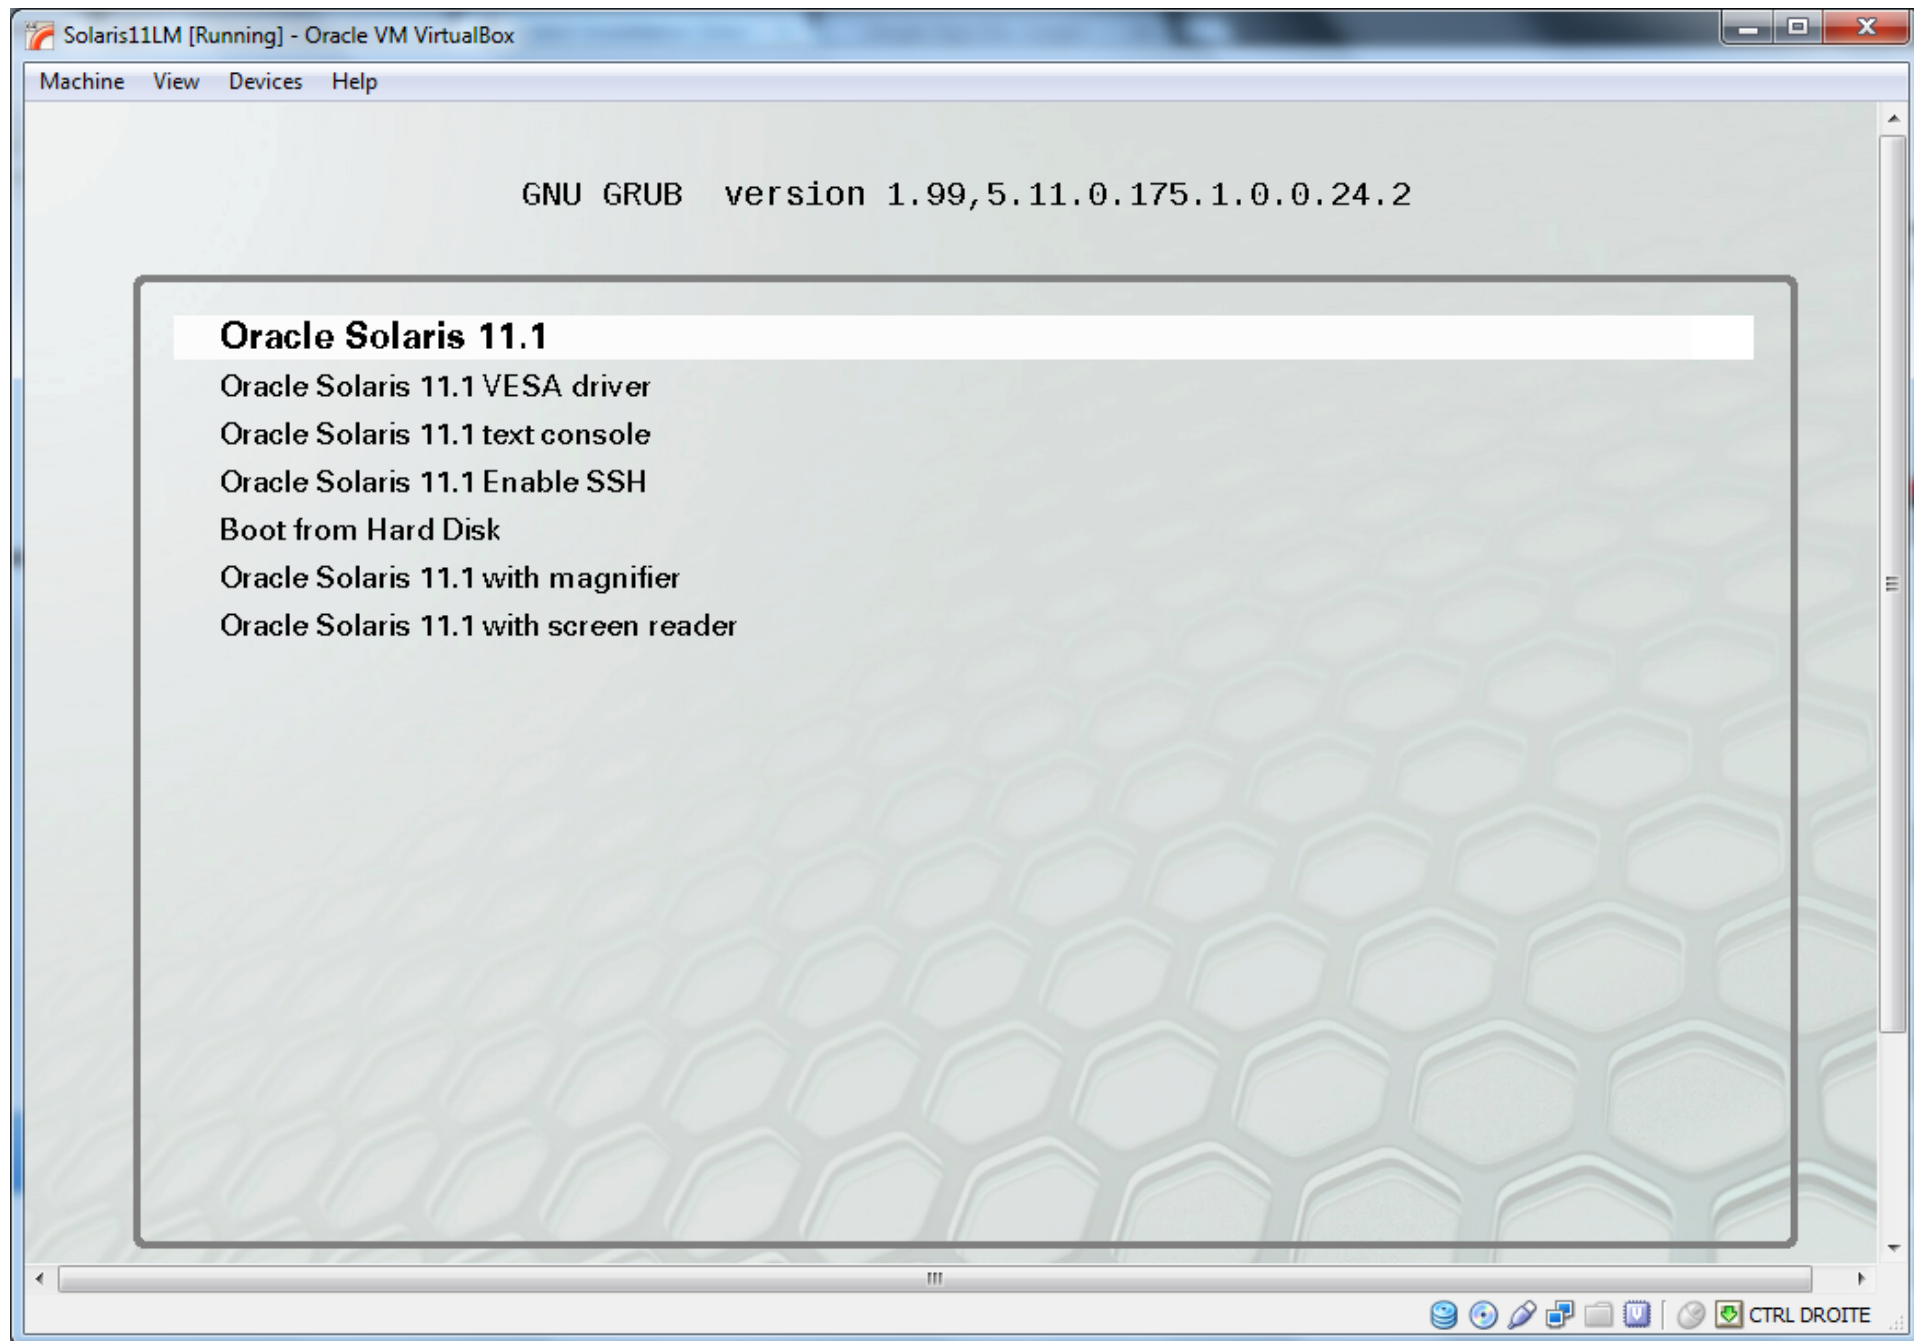 Solaris11LM [Running] - Oracle VM VirtualBox
Machine View Devices Help
GNU GRUB version 1.99,5.11.0.175.1.0.0.24.2
Oracle Solaris 11.1
Oracle Solaris 11.1 VESA driver
Oracle Solaris 11.1 text console
Oracle Solaris 11.1 Enable SSH
Boot from Hard Disk
Oracle Solaris 11.1 with magnifier
Oracle Solaris 11.1 with screen reader
CTRL DROITE